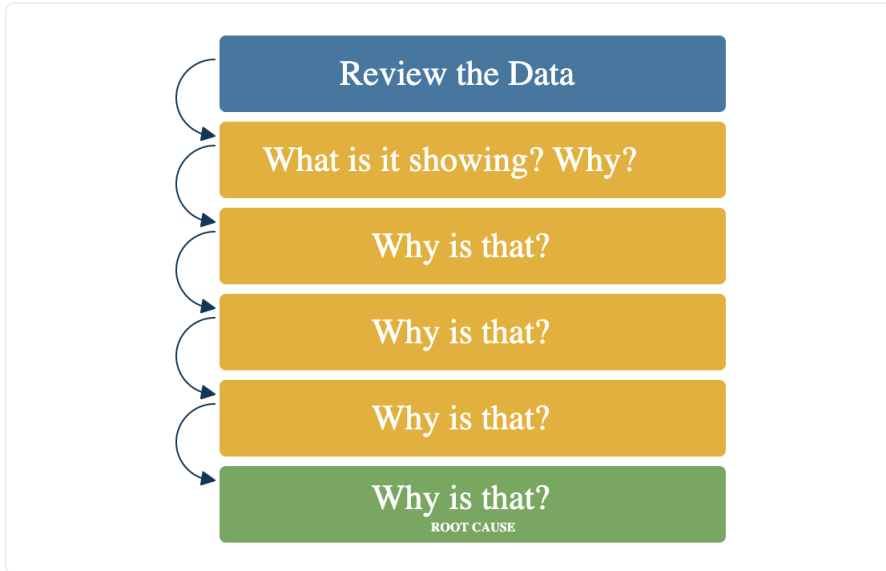 Review the Data
What is it showing? Why?
Why is that?
Why is that?
Why is that?
Why is that?
ROOT CAUSE